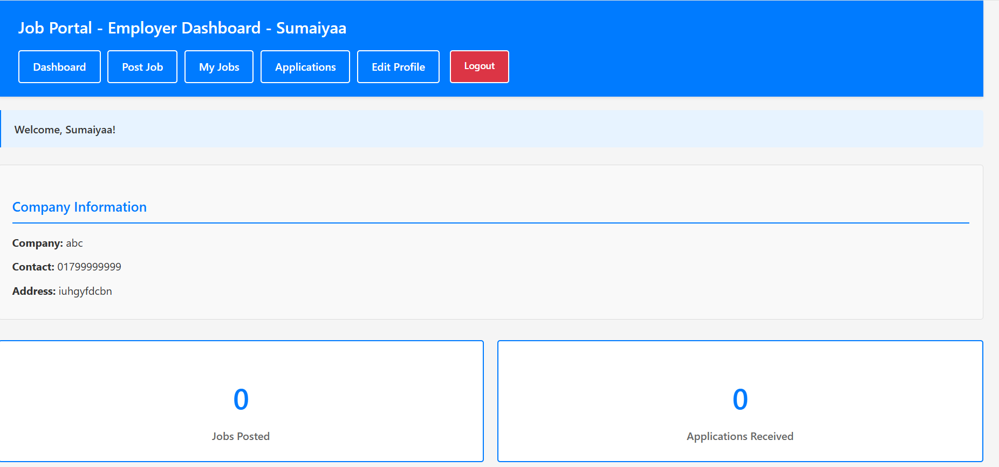 Job Portal - Employer Dashboard - Sumaiyaa
Dashboard Post Job My Jobs Applications Edit Profile Logout
Welcome, Sumaiyaa!
Company Information
Company: abc
Contact: 01799999999
Address: iuhgyfdcbn
0 0
Jobs Posted Applications Received